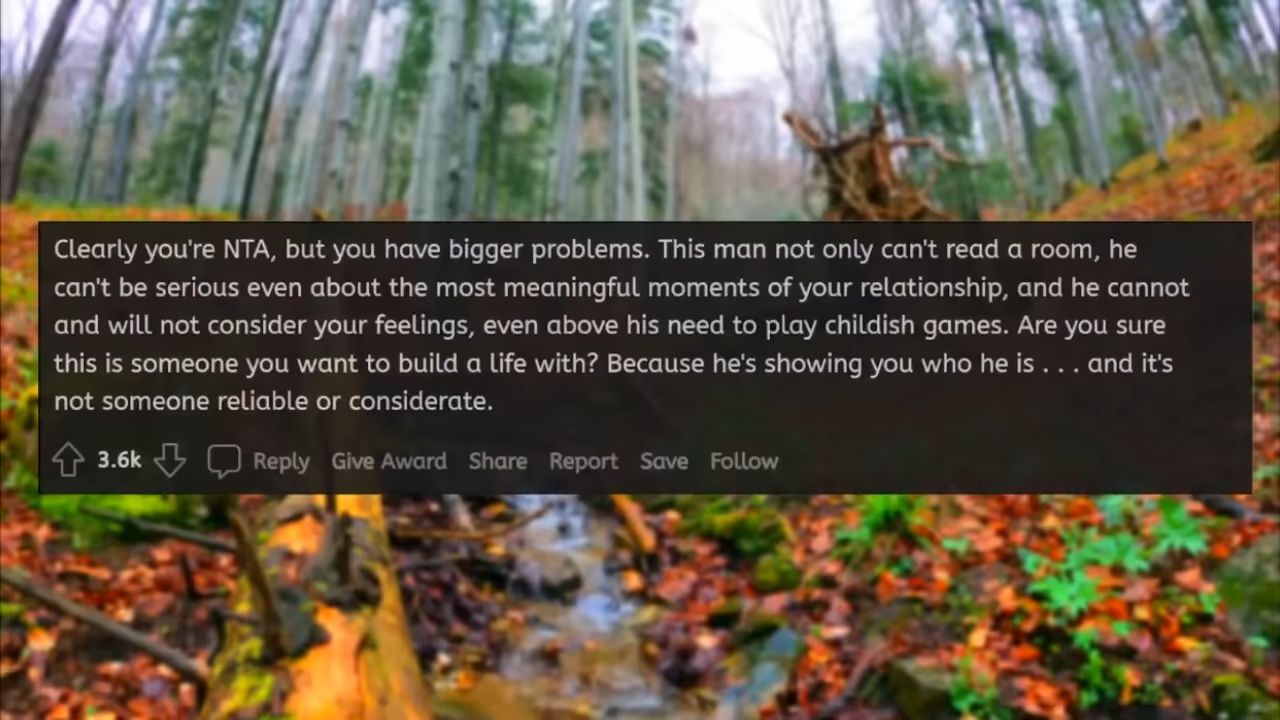 Clearly you're NTA, but you have bigger problems. This man not only can't read a room, he
can't be serious even about the most meaningful moments of your relationship, and he cannot
and will not consider your feelings, even above his need to play childish games. Are you sure
this is someone you want to build a life with? Because he's showing you who he is . . . and it's
not someone reliable or considerate.
3.6k Reply Give Award Share Report Save Follow